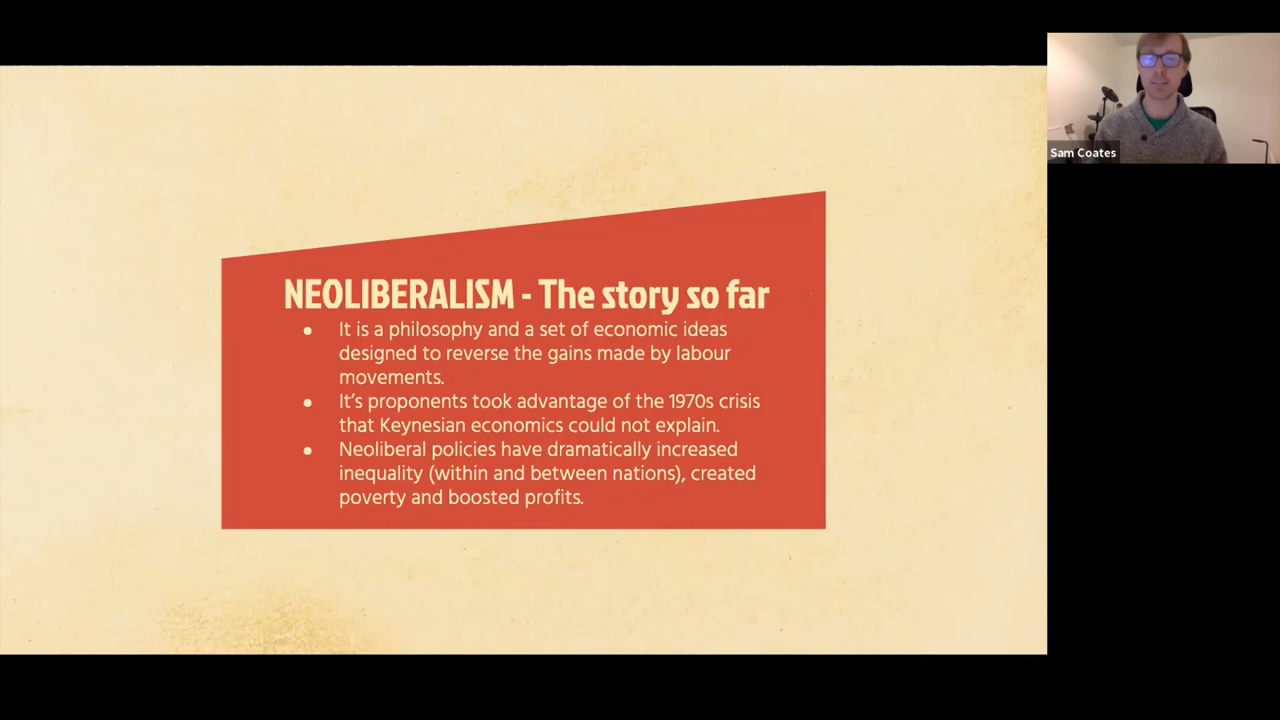 NEOLIBERALISM - The story so far
● It is a philosophy and a set of economic ideas
designed to reverse the gains made by labour
movements.
● It's proponents took advantage of the 1970s crisis
that Keynesian economics could not explain.
● Neoliberal policies have dramatically increased
inequality (within and between nations), created
poverty and boosted profits.
Sam Coates